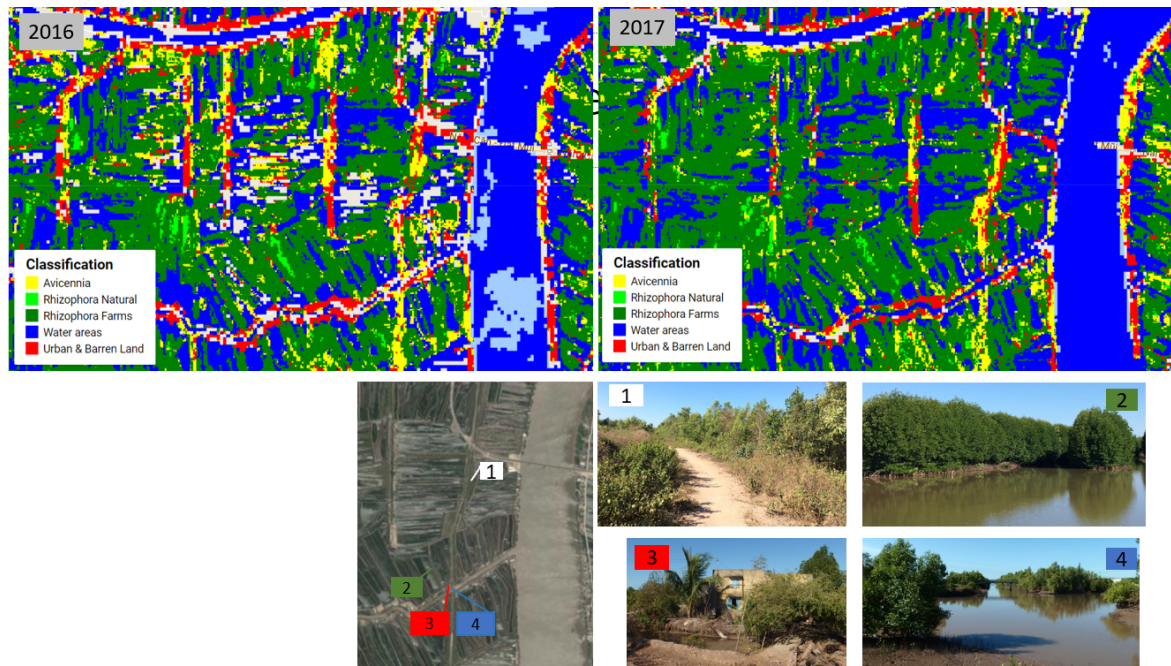 2016
2017
Classification
Avicennia
Rhizophora Natural
Rhizophora Farms
Water areas
Urban & Barren Land
Classification
Avicennia
Rhizophora Natural
Rhizophora Farms
Water areas
Urban & Barren Land
1
2
1
2
3
4
3
4